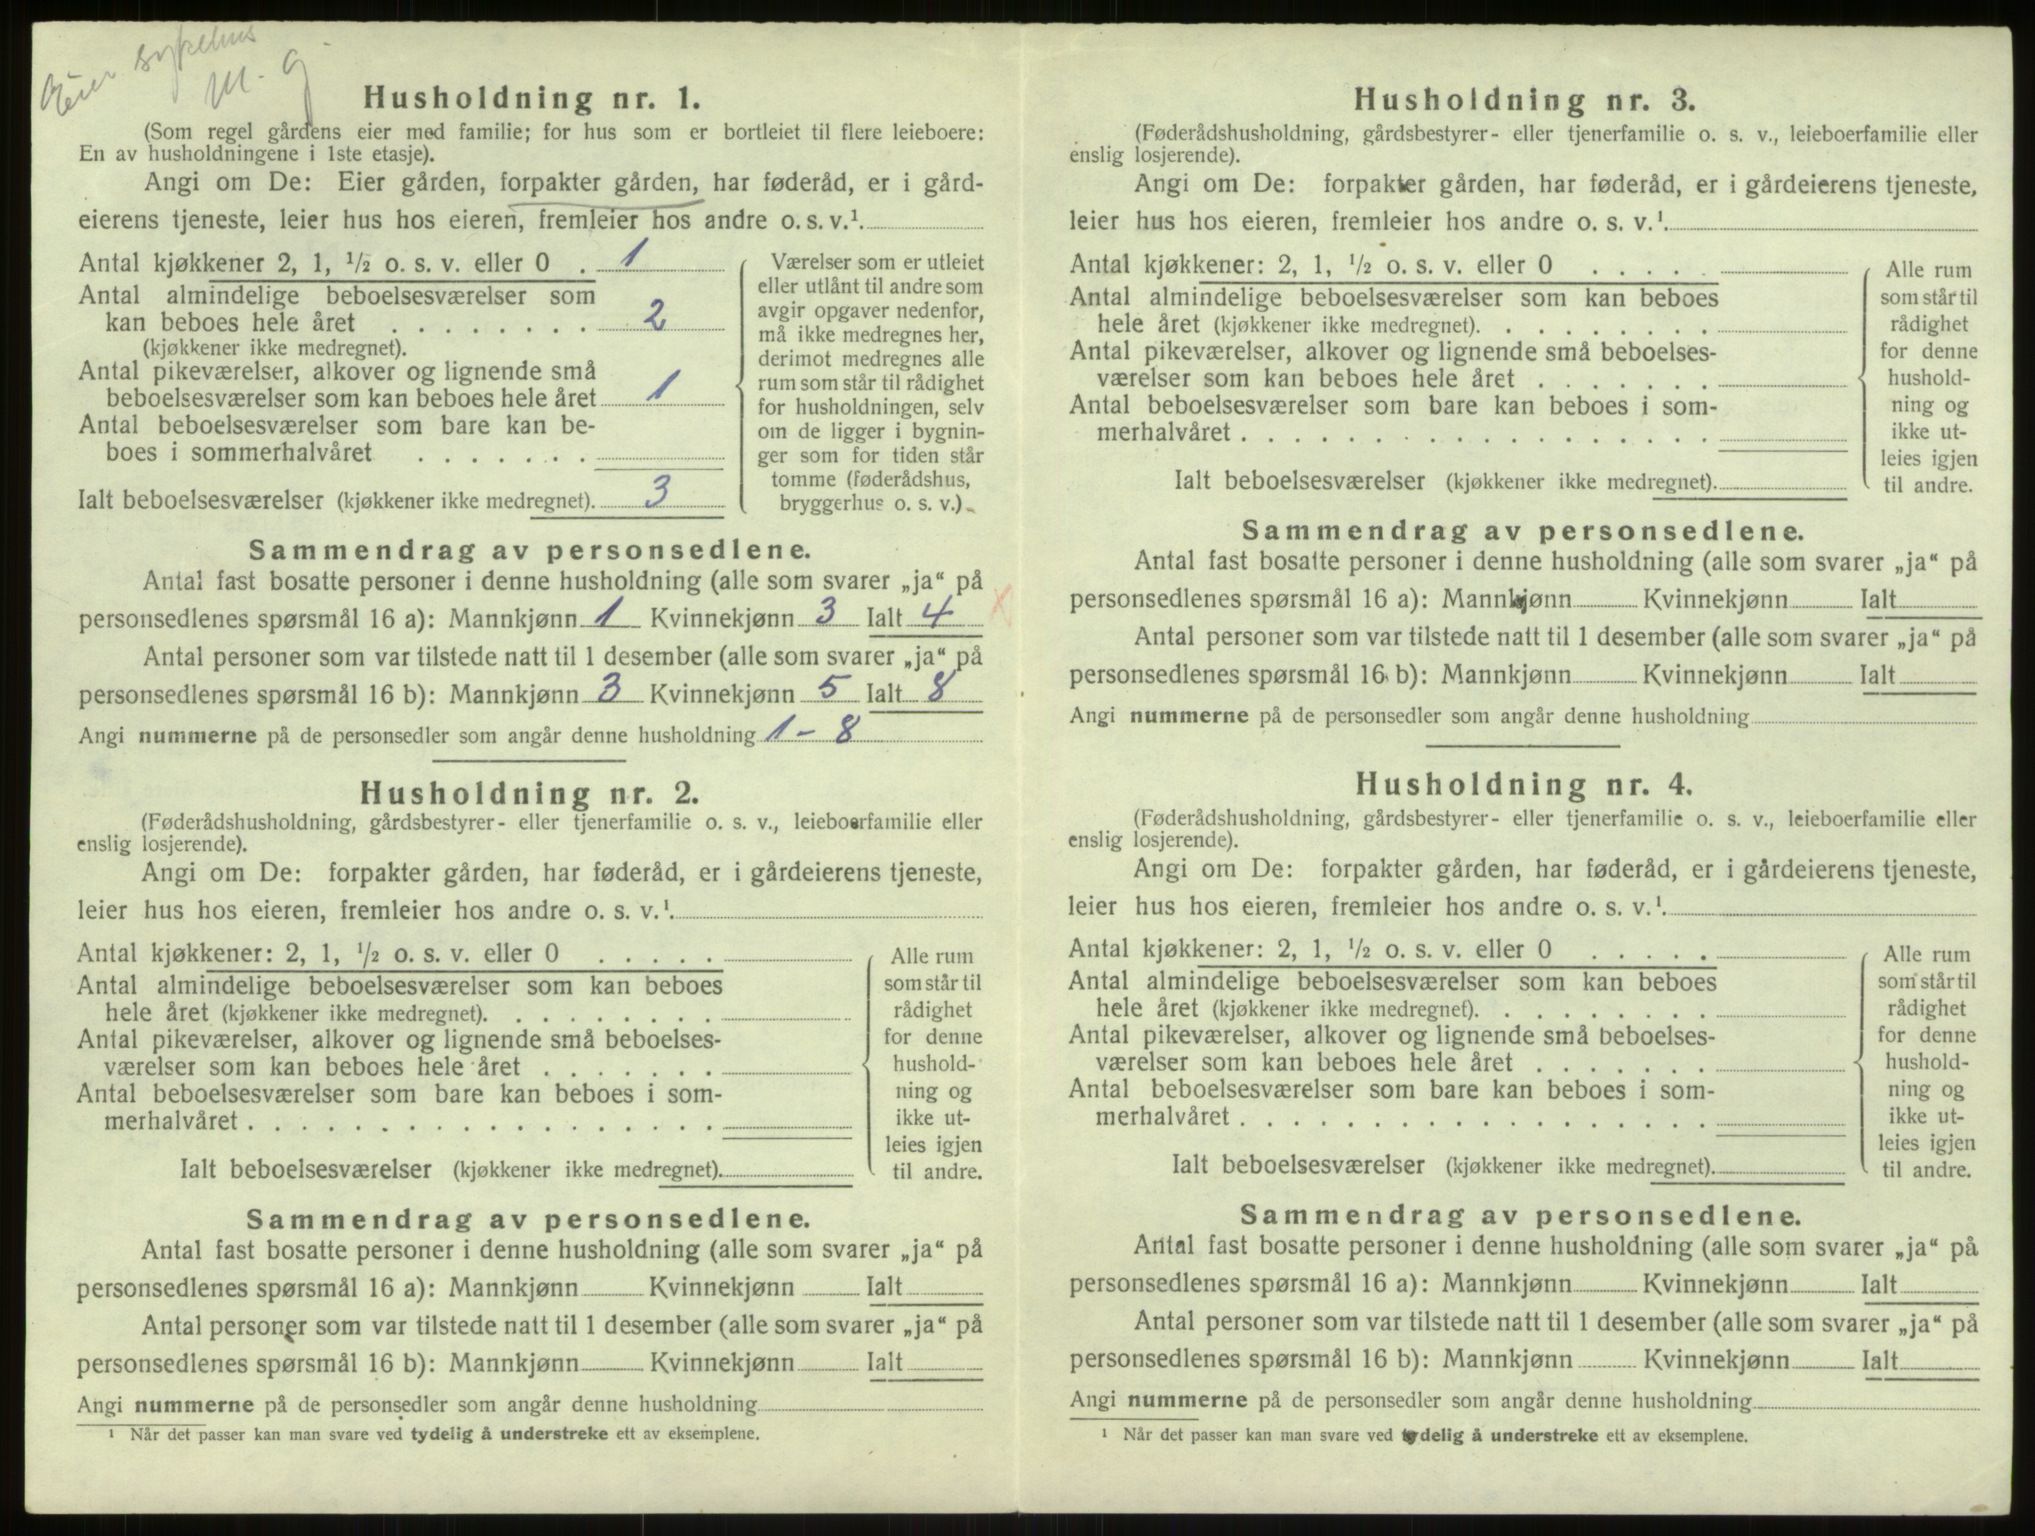 Eier sykehus
M. g.
Husholdning nr. 1.
(Som regel gårdens eier med familie; for hus som er bortleiet til flere leieboere:
En av husholdningene i 1ste etasje).
Angi om De: Eier gården, forpakter gården, har føderåd, er i gård-
eierens tjeneste, leier hus hos eieren, fremleier hos andre o. s. v.¹
Antal kjøkkener 2, 1, ½ o. s. v. eller 0 . 1
Antal almindelige beboelsesværelser som
kan beboes hele året . . . . . . . . 2
(kjøkkener ikke medregnet).
Antal pikeværelser, alkover og lignende små
beboelsesværelser som kan beboes hele året 1
Antal beboelsesværelser som bare kan be-
boes i sommerhalvåret . . . . . . .
Ialt beboelsesværelser (kjøkkener ikke medregnet). 3
Værelser som er utleiet
eller utlånt til andre som
avgir opgaver nedenfor,
må ikke medregnes her,
derimot medregnes alle
rum som står til rådighet
for husholdningen, selv
om de ligger i bygnin-
ger som for tiden står
tomme (føderådshus,
bryggerhus o. s. v.)
Sammendrag av personsedlene.
Antal fast bosatte personer i denne husholdning (alle som svarer „ja“ på
personsedlenes spørsmål 16 a): Mannkjønn 1 Kvinnekjønn 3 Ialt 4 x
Antal personer som var tilstede natt til 1 desember (alle som svarer „ja“ på
personsedlenes spørsmål 16 b): Mannkjønn 3 Kvinnekjønn 5 Ialt 8
Angi nummerne på de personsedler som angår denne husholdning 1 - 8
Husholdning nr. 2.
(Føderådshusholdning, gårdsbestyrer- eller tjenerfamilie o. s. v., leieboerfamilie eller
enslig losjerende).
Angi om De: forpakter gården, har føderåd, er i gårdeierens tjeneste,
leier hus hos eieren, fremleier hos andre o. s. v.¹
Antal kjøkkener: 2, 1, ½ o. s. v. eller 0 . . . . .
Antal almindelige beboelsesværelser som kan beboes
hele året (kjøkkener ikke medregnet). . . . . . . . .
Antal pikeværelser, alkover og lignende små beboelses-
værelser som kan beboes hele året . . . . . . .
Antal beboelsesværelser som bare kan beboes i som-
merhalvåret . . . . . . . . . . . . . . . . . .
Ialt beboelsesværelser (kjøkkener ikke medregnet).
Alle rum
som står til
rådighet
for denne
hushold-
ning og
ikke ut-
leies igjen
til andre.
Sammendrag av personsedlene.
Antal fast bosatte personer i denne husholdning (alle som svarer „ja“ på
personsedlenes spørsmål 16 a): Mannkjønn Kvinnekjønn Ialt
Antal personer som var tilstede natt til 1 desember (alle som svarer „ja“ på
personsedlenes spørsmål 16 b): Mannkjønn Kvinnekjønn Ialt
Angi nummerne på de personsedler som angår denne husholdning
¹ Når det passer kan man svare ved tydelig å understreke ett av eksemplene.
Husholdning nr. 3.
(Føderådshusholdning, gårdsbestyrer- eller tjenerfamilie o. s. v., leieboerfamilie eller
enslig losjerende).
Angi om De: forpakter gården, har føderåd, er i gårdeierens tjeneste,
leier hus hos eieren, fremleier hos andre o. s. v.¹
Antal kjøkkener: 2, 1, ½ o. s. v. eller 0 . . . . .
Antal almindelige beboelsesværelser som kan beboes
hele året (kjøkkener ikke medregnet). . . . . . . . .
Antal pikeværelser, alkover og lignende små beboelses-
værelser som kan beboes hele året . . . . . . .
Antal beboelsesværelser som bare kan beboes i som-
merhalvåret . . . . . . . . . . . . . . . . . .
Ialt beboelsesværelser (kjøkkener ikke medregnet).
Alle rum
som står til
rådighet
for denne
hushold-
ning og
ikke ut-
leies igjen
til andre.
Sammendrag av personsedlene.
Antal fast bosatte personer i denne husholdning (alle som svarer „ja“ på
personsedlenes spørsmål 16 a): Mannkjønn Kvinnekjønn Ialt
Antal personer som var tilstede natt til 1 desember (alle som svarer „ja“ på
personsedlenes spørsmål 16 b): Mannkjønn Kvinnekjønn Ialt
Angi nummerne på de personsedler som angår denne husholdning
Husholdning nr. 4.
(Føderådshusholdning, gårdsbestyrer- eller tjenerfamilie o. s. v., leieboerfamilie eller
enslig losjerende).
Angi om De: forpakter gården, har føderåd, er i gårdeierens tjeneste,
leier hus hos eieren, fremleier hos andre o. s. v.¹
Antal kjøkkener: 2, 1, ½ o. s. v. eller 0 . . . . .
Antal almindelige beboelsesværelser som kan beboes
hele året (kjøkkener ikke medregnet). . . . . . . . .
Antal pikeværelser, alkover og lignende små beboelses-
værelser som kan beboes hele året . . . . . . .
Antal beboelsesværelser som bare kan beboes i som-
merhalvåret . . . . . . . . . . . . . . . . . .
Ialt beboelsesværelser (kjøkkener ikke medregnet).
Alle rum
som står til
rådighet
for denne
hushold-
ning og
ikke ut-
leies igjen
til andre.
Sammendrag av personsedlene.
Antal fast bosatte personer i denne husholdning (alle som svarer „ja“ på
personsedlenes spørsmål 16 a): Mannkjønn Kvinnekjønn Ialt
Antal personer som var tilstede natt til 1 desember (alle som svarer „ja“ på
personsedlenes spørsmål 16 b): Mannkjønn Kvinnekjønn Ialt
Angi nummerne på de personsedler som angår denne husholdning
¹ Når det passer kan man svare ved tydelig å understreke ett av eksemplene.